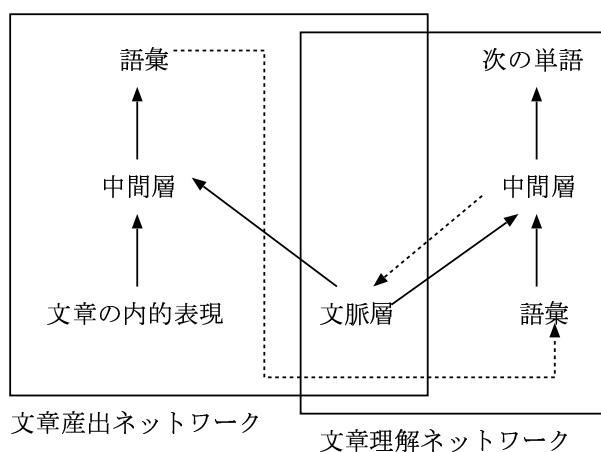 語彙
次の単語
中間層
中間層
文章の内的表現
文脈層
語彙
文章産出ネットワーク
文章理解ネットワーク